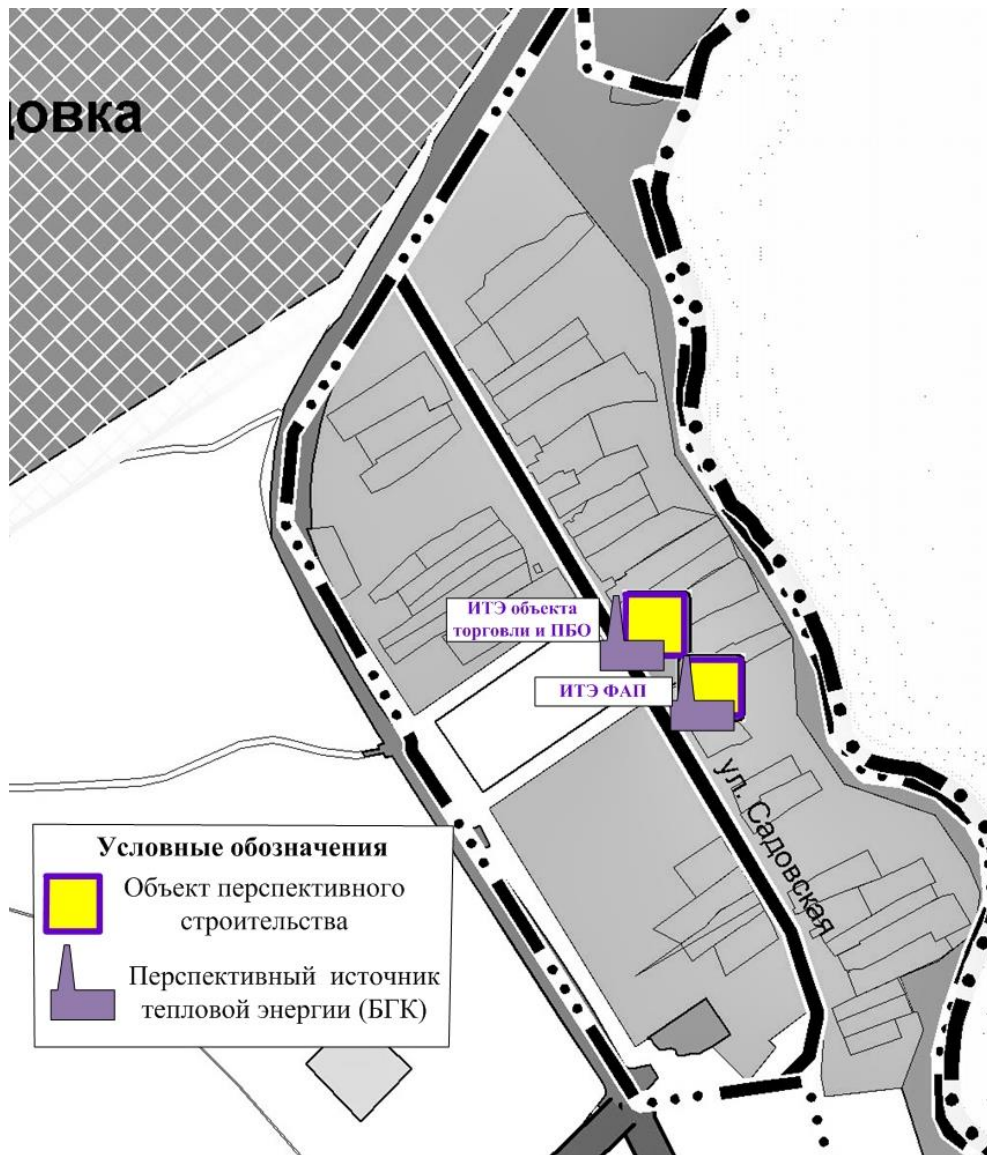 довка
ИТЭ объекта
торговли и ПБО
ИТЭ ФАП
ул. Садовская
Условные обозначения
Объект перспективного
строительства
Перспективный источник
тепловой энергии (БГК)